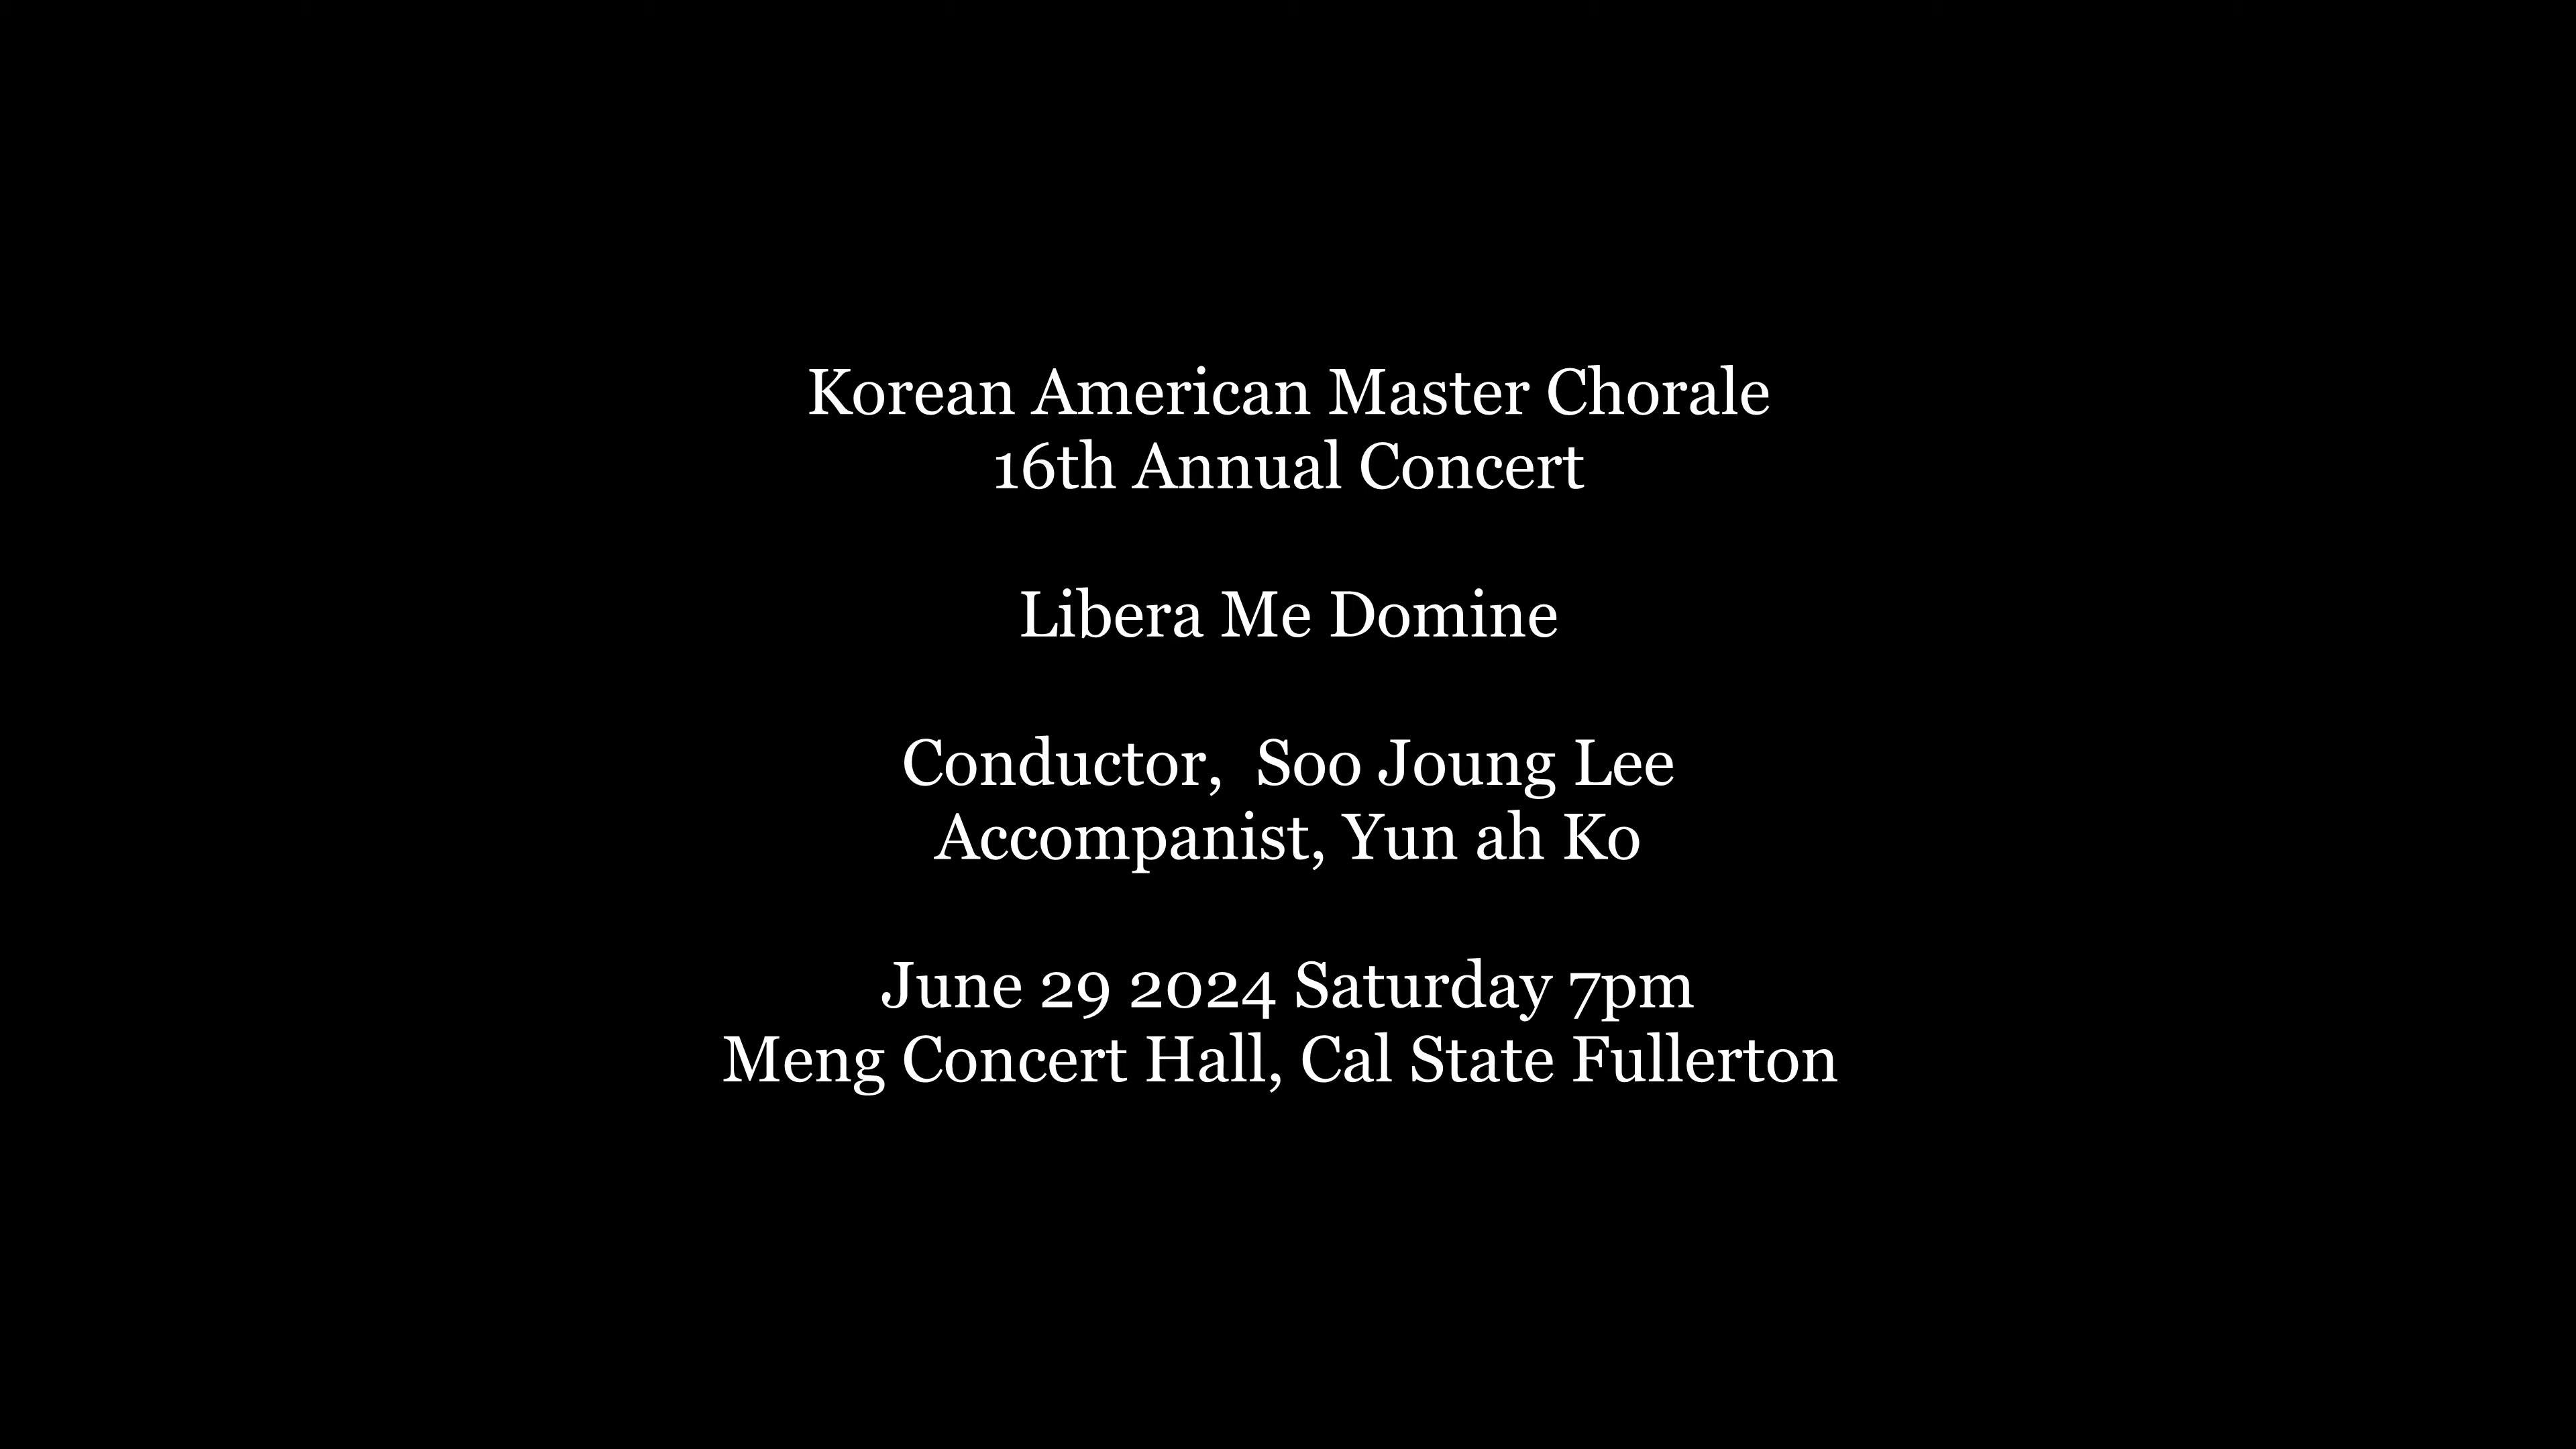 Korean American Master Chorale
16th Annual Concert
Libera Me Domine
Conductor,  Soo Joung Lee
Accompanist, Yun ah Ko
June 29 2024 Saturday 7pm
Meng Concert Hall, Cal State Fullerton